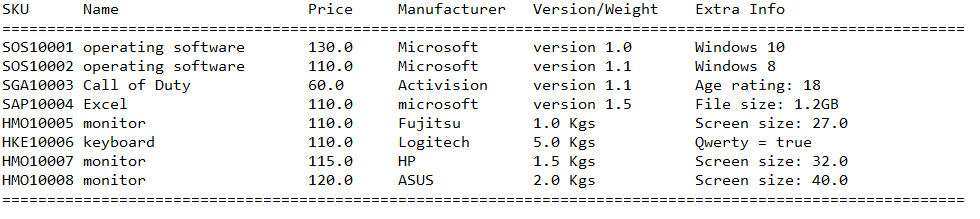 SKU      Name                     Price     Manufacturer   Version/Weight    Extra Info
===========================================================================================================
SOS10001 operating software       130.0     Microsoft      version 1.0       Windows 10
SOS10002 operating software       110.0     Microsoft      version 1.1       Windows 8
SGA10003 Call of Duty             60.0      Activision     version 1.1       Age rating: 18
SAP10004 Excel                    110.0     microsoft      version 1.5       File size: 1.2GB
HMO10005 monitor                  110.0     Fujitsu        1.0 Kgs           Screen size: 27.0
HKE10006 keyboard                 110.0     Logitech       5.0 Kgs           Qwerty = true
HMO10007 monitor                  115.0     HP             1.5 Kgs           Screen size: 32.0
HMO10008 monitor                  120.0     ASUS           2.0 Kgs           Screen size: 40.0
===========================================================================================================